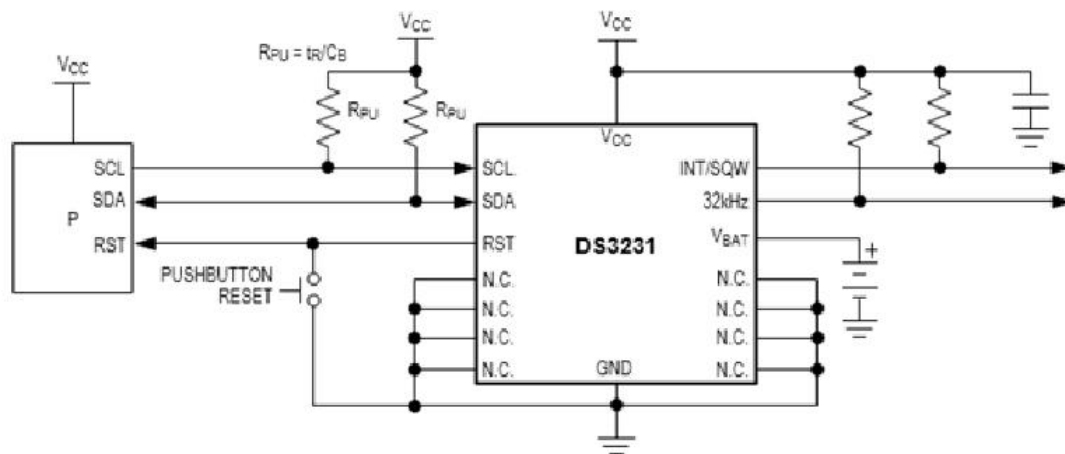 VCC
VCC
RPU = tR/CB
VCC
RPU
RPU
VCC
SCL
SDA
P
RST
SCL.
SDA
RST
N.C.
N.C.
N.C.
N.C.
DS3231
GND
INT/SQW
32kHz
VBAT
N.C.
N.C.
N.C.
N.C.
+
PUSHBUTTON
RESET